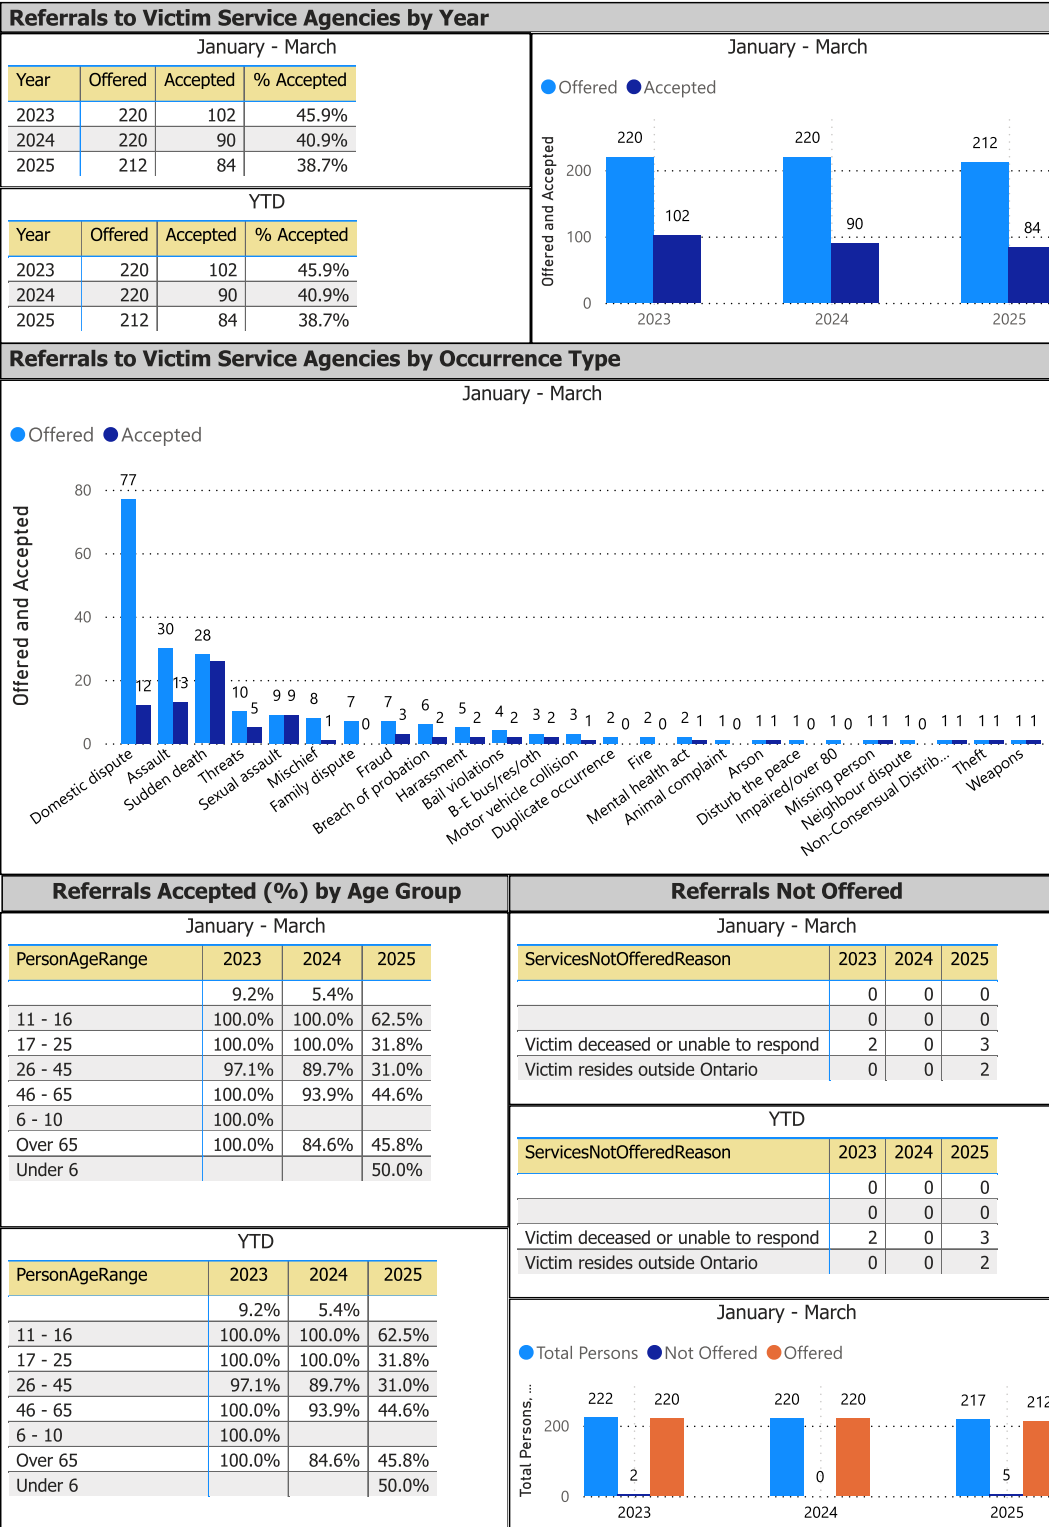 Referrals to Victim Service Agencies by Year
January - March
Year Offered Accepted % Accepted
2023 220 102 45.9%
2024 220 90 40.9%
2025 212 84 38.7%
YTD
Year Offered Accepted % Accepted
2023 220 102 45.9%
2024 220 90 40.9%
2025 212 84 38.7%
January - March
Offered Accepted
Offered and Accepted
200
100
0
220 102
220 90
212 84
2023 2024 2025
Referrals to Victim Service Agencies by Occurrence Type
January - March
Offered Accepted
Offered and Accepted
80
60
40
20
0
77 12 30 13 28 10 5 9 9 8 1 7 0 7 3 6 2 5 2 4 2 3 2 3 1 2 0 2 0 2 1 1 0 1 1 1 0 1 0 1 1 1 0 1 1 1 1 1 1
Domestic dispute
Assault
Sudden death
Threats
Sexual assault
Mischief
Family dispute
Fraud
Breach of probation
Harassment
Bail violations
B-E bus/res/oth
Motor vehicle collision
Duplicate occurrence
Fire
Mental health act
Animal complaint
Arson
Disturb the peace
Impaired/over 80
Missing person
Neighbour dispute
Non-Consensual Distrib...
Theft
Weapons
Referrals Accepted (%) by Age Group
January - March
PersonAgeRange 2023 2024 2025
9.2% 5.4%
11 - 16 100.0% 100.0% 62.5%
17 - 25 100.0% 100.0% 31.8%
26 - 45 97.1% 89.7% 31.0%
46 - 65 100.0% 93.9% 44.6%
6 - 10 100.0%
Over 65 100.0% 84.6% 45.8%
Under 6 50.0%
YTD
PersonAgeRange 2023 2024 2025
9.2% 5.4%
11 - 16 100.0% 100.0% 62.5%
17 - 25 100.0% 100.0% 31.8%
26 - 45 97.1% 89.7% 31.0%
46 - 65 100.0% 93.9% 44.6%
6 - 10 100.0%
Over 65 100.0% 84.6% 45.8%
Under 6 50.0%
Referrals Not Offered
January - March
ServicesNotOfferedReason 2023 2024 2025
0 0 0
0 0 0
Victim deceased or unable to respond 2 0 3
Victim resides outside Ontario 0 0 2
YTD
ServicesNotOfferedReason 2023 2024 2025
0 0 0
0 0 0
Victim deceased or unable to respond 2 0 3
Victim resides outside Ontario 0 0 2
January - March
Total Persons Not Offered Offered
Total Persons, ...
200
0
222 2 220
220 0 220
217 5 212
2023 2024 2025